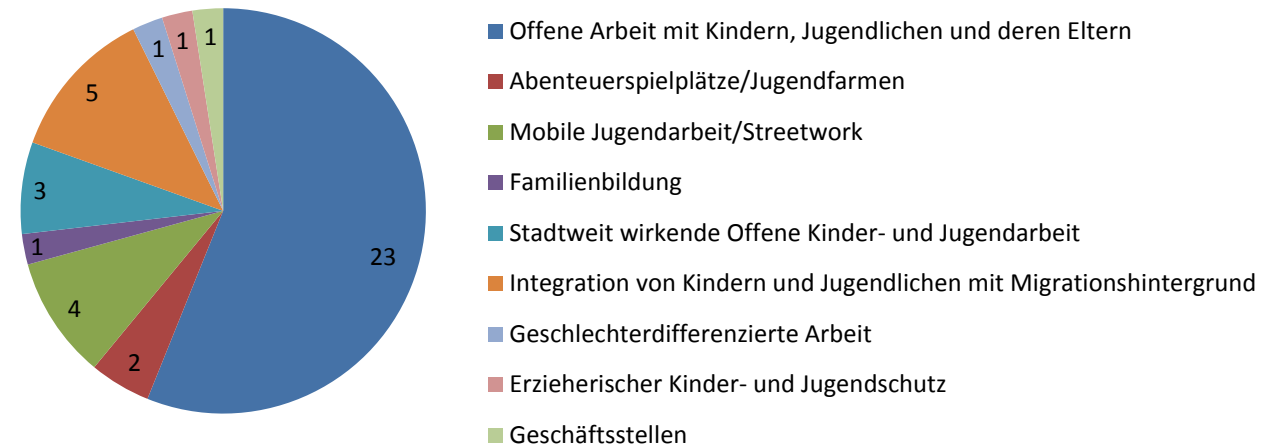 1
1
1
5
3
1
4
2
23
Offene Arbeit mit Kindern, Jugendlichen und deren Eltern
Abenteuerspielplätze/Jugendfarmen
Mobile Jugendarbeit/Streetwork
Familienbildung
Stadtweit wirkende Offene Kinder- und Jugendarbeit
Integration von Kindern und Jugendlichen mit Migrationshintergrund
Geschlechterdifferenzierte Arbeit
Erzieherischer Kinder- und Jugendschutz
Geschäftsstellen